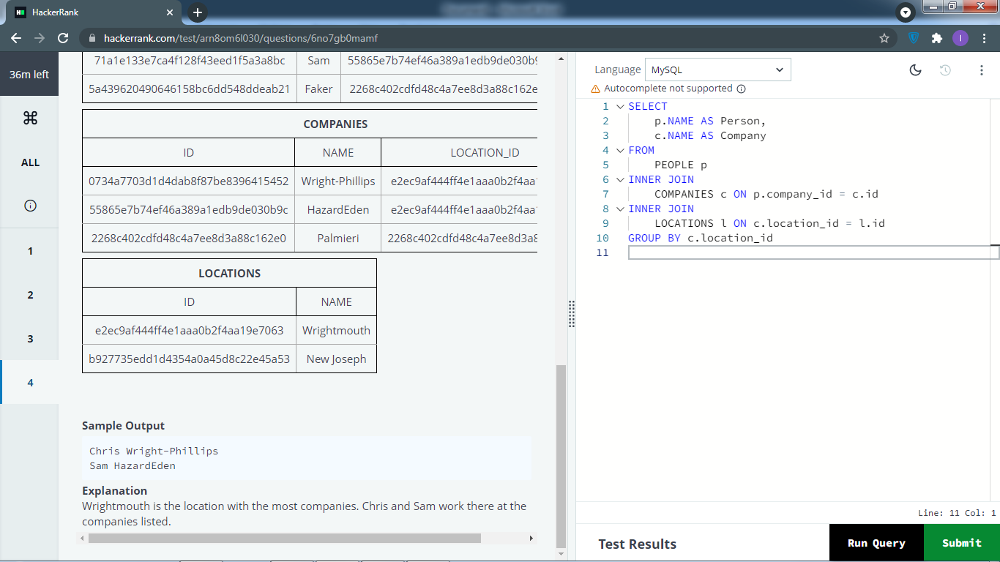 HackerRank
hackerrank.com/test/arn8om6l030/questions/6no7gb0mamf
I
36m left
ALL
1
2
3
4
71a1e133e7ca4f128f43eed1f5a3a8bc Sam 55865e7b74ef46a389a1edb9de030b9
5a439620490646158bc6dd548ddeab21 Faker 2268c402cdfd48c4a7ee8d3a88c162e
COMPANIES
ID NAME LOCATION_ID
0734a7703d1d4dab8f87be8396415452 Wright-Phillips e2ec9af444ff4e1aaa0b2f4aa1
55865e7b74ef46a389a1edb9de030b9c HazardEden e2ec9af444ff4e1aaa0b2f4aa1
2268c402cdfd48c4a7ee8d3a88c162e0 Palmieri 2268c402cdfd48c4a7ee8d3a8
LOCATIONS
ID NAME
e2ec9af444ff4e1aaa0b2f4aa19e7063 Wrightmouth
b927735edd1d4354a0a45d8c22e45a53 New Joseph
Sample Output
Chris Wright-Phillips
Sam HazardEden
Explanation
Wrightmouth is the location with the most companies. Chris and Sam work there at the
companies listed.
Language MySQL
Autocomplete not supported
1 SELECT
2 p.NAME AS Person,
3 c.NAME AS Company
4 FROM
5 PEOPLE p
6 INNER JOIN
7 COMPANIES c ON p.company_id = c.id
8 INNER JOIN
9 LOCATIONS l ON c.location_id = l.id
10 GROUP BY c.location_id
11
Line: 11 Col: 1
Test Results
Run Query
Submit